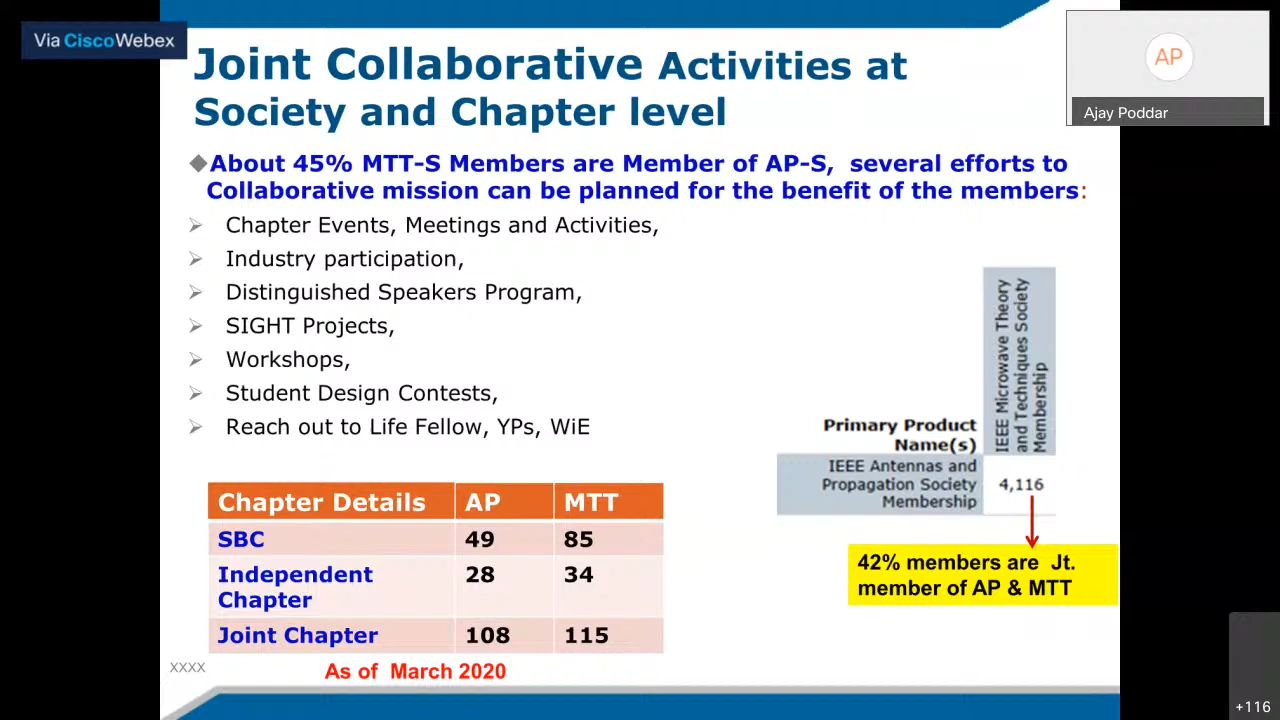 Via CiscoWebex
AP
Ajay Poddar
Joint Collaborative Activities at
Society and Chapter level
About 45% MTT-S Members are Member of AP-S, several efforts to
Collaborative mission can be planned for the benefit of the members:
Chapter Events, Meetings and Activities,
Industry participation,
Distinguished Speakers Program,
SIGHT Projects,
Workshops,
Student Design Contests,
Reach out to Life Fellow, YPs, WiE
IEEE Microwave Theory
and Techniques Society
Membership
Primary Product
Name(s)
IEEE Antennas and
Propagation Society
Membership
4,116
42% members are Jt.
member of AP & MTT
Chapter Details AP MTT
SBC 49 85
Independent
Chapter 28 34
Joint Chapter 108 115
As of March 2020
XXXX
+116